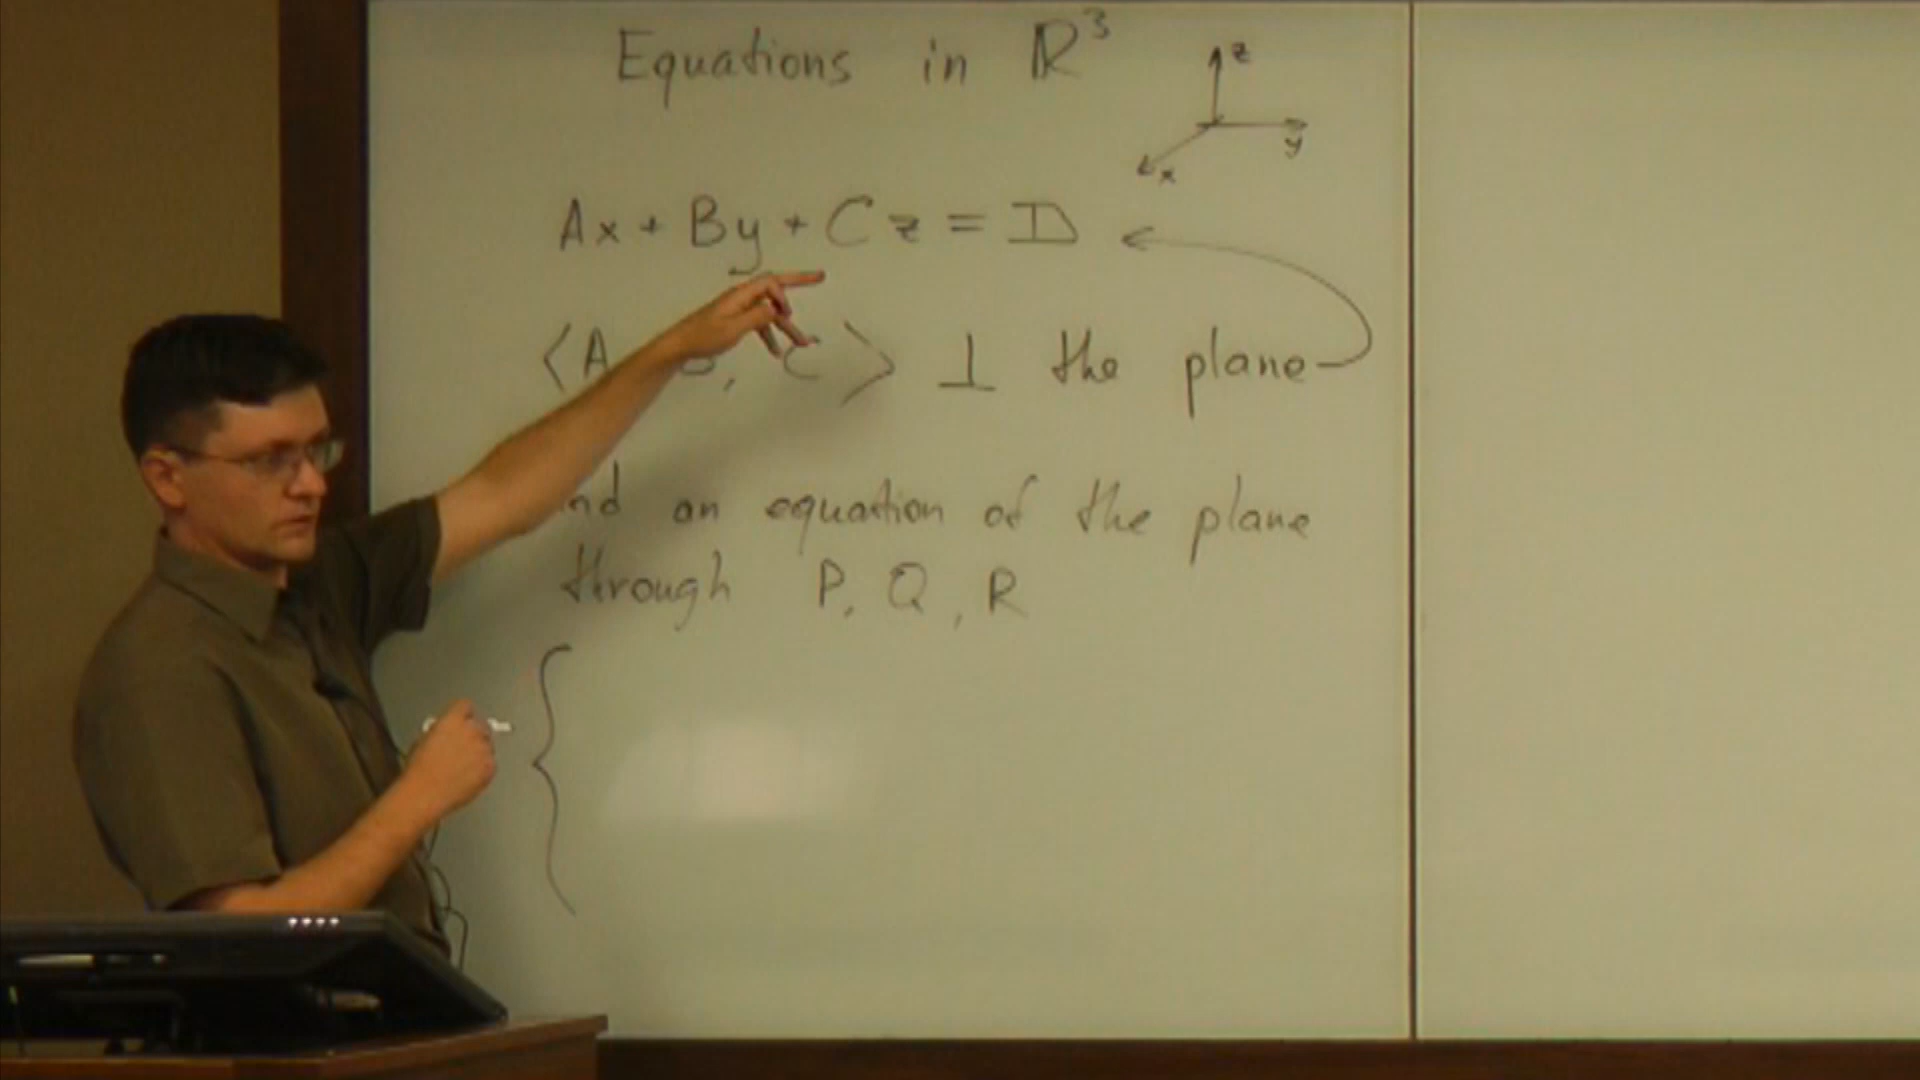 Equations in ℝ³
z
y
x
Ax + By + Cz = D
⟨A, B, C⟩ ⊥ the plane
an equation of the plane
through P, Q, R
{